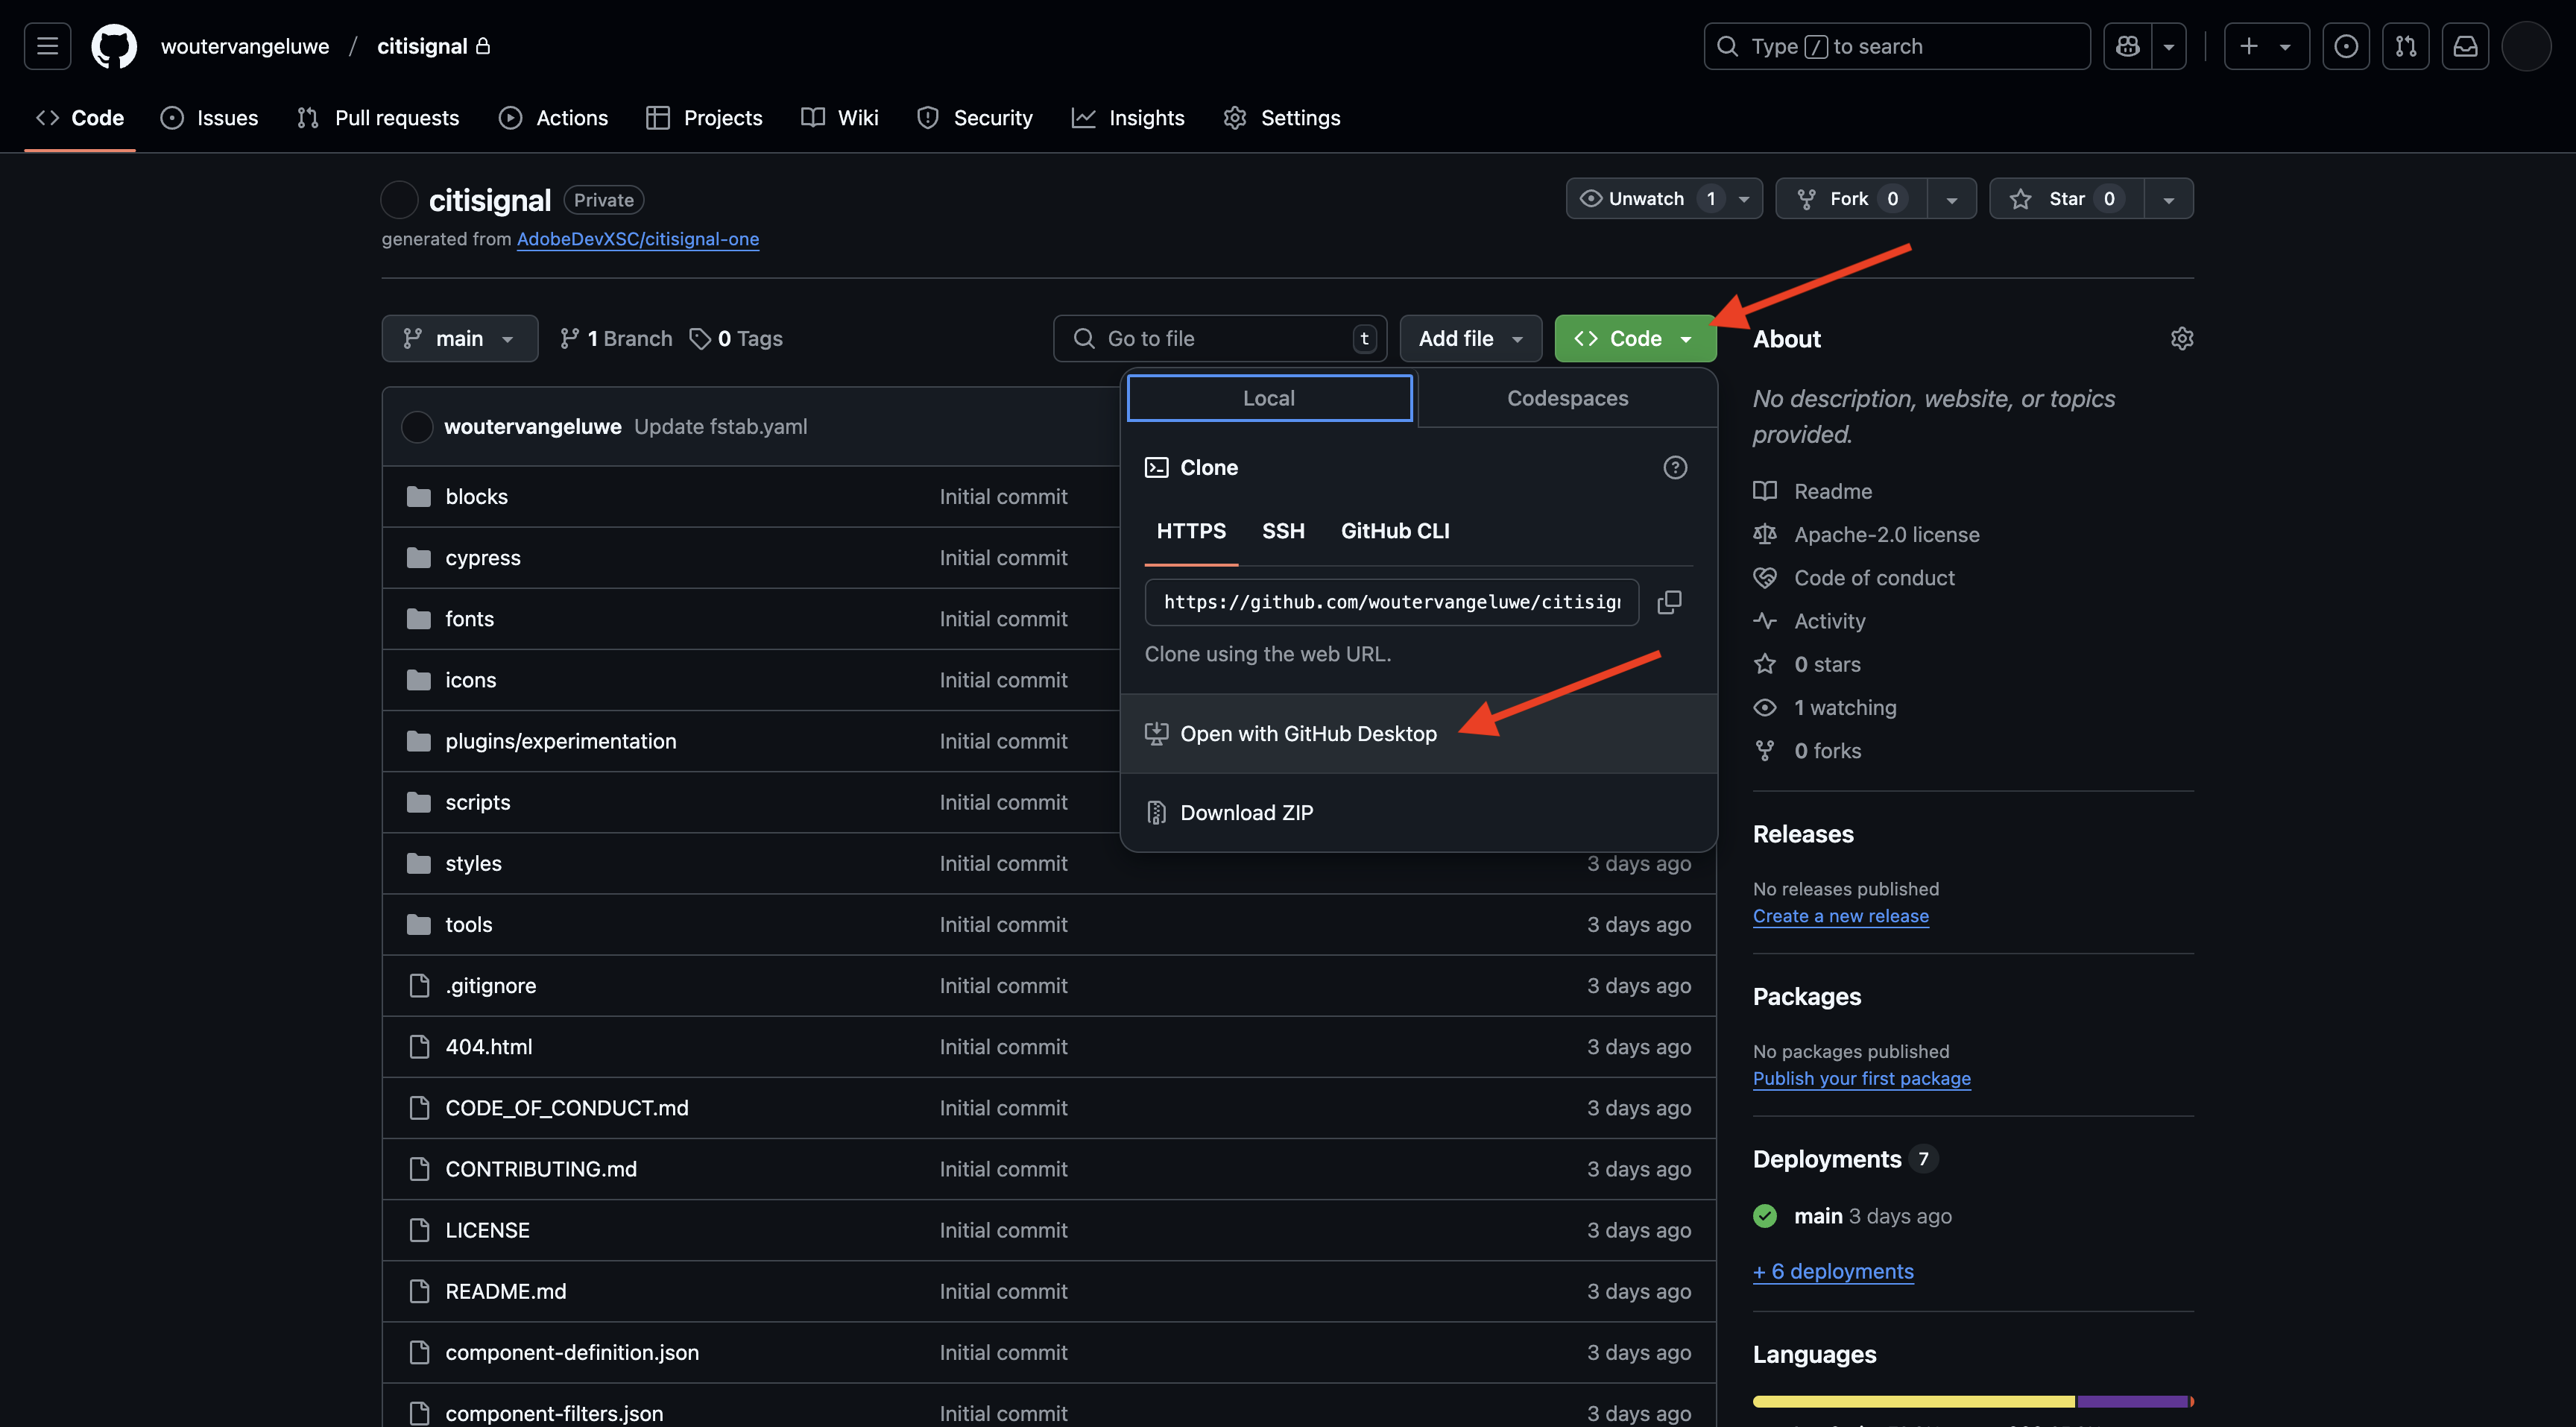 woutervangeluwe / citisignal
Type / to search
Code Issues Pull requests Actions Projects Wiki Security Insights Settings
citisignal Private
Unwatch 1 Fork 0 Star 0
generated from AdobeDevXSC/citisignal-one
main 1 Branch 0 Tags Go to file t Add file Code
woutervangeluwe Update fstab.yaml
blocks Initial commit
cypress Initial commit
fonts Initial commit
icons Initial commit
plugins/experimentation Initial commit
scripts Initial commit
styles Initial commit 3 days ago
tools Initial commit 3 days ago
.gitignore Initial commit 3 days ago
404.html Initial commit 3 days ago
CODE_OF_CONDUCT.md Initial commit 3 days ago
CONTRIBUTING.md Initial commit 3 days ago
LICENSE Initial commit 3 days ago
README.md Initial commit 3 days ago
component-definition.json Initial commit 3 days ago
component-filters.json Initial commit 3 days ago
Local Codespaces
Clone
HTTPS SSH GitHub CLI
https://github.com/woutervangeluwe/citisign
Clone using the web URL.
Open with GitHub Desktop
Download ZIP
About
No description, website, or topics
provided.
Readme
Apache-2.0 license
Code of conduct
Activity
0 stars
1 watching
0 forks
Releases
No releases published
Create a new release
Packages
No packages published
Publish your first package
Deployments 7
main 3 days ago
+ 6 deployments
Languages